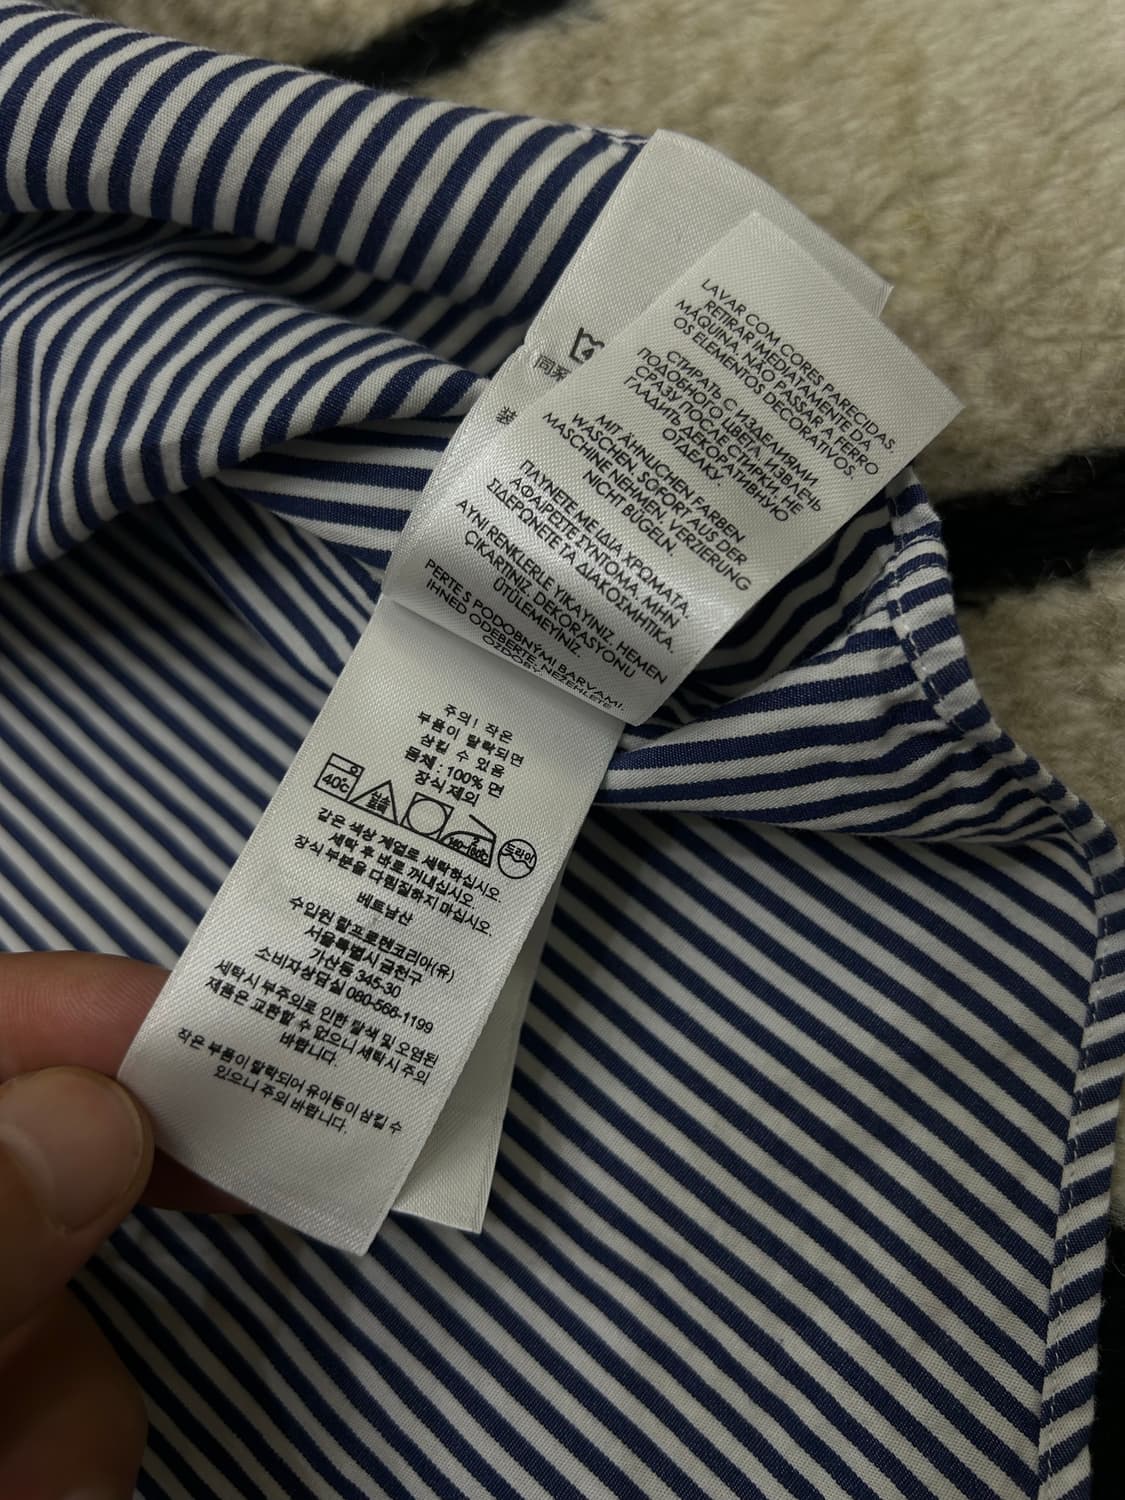 LAVAR COM CORES PARECIDAS.
RETIRAR IMEDIATAMENTE DA
MÁQUINA. NÃO PASSAR A FERRO
OS ELEMENTOS DECORATIVOS.
СТИРАТЬ С ИЗДЕЛИЯМИ
ПОДОБНОГО ЦВЕТА, ИЗВЛЕЧЬ
СРАЗУ ПОСЛЕ СТИРКИ, НЕ
ГЛАДИТЬ ДЕКОРАТИВНУЮ
ОТДЕЛКУ.
MIT ÄHNLICHEN FARBEN
WASCHEN. SOFORT AUS DER
MASCHINE NEHMEN. VERZIERUNG
NICHT BÜGELN.
ΠΛΥΝΕΤΕ ΜΕ ΙΔΙΑ ΧΡΩΜΑΤΑ.
ΑΦΑΙΡΕΙΤΕ ΣΥΝΤΟΜΑ. ΜΗΝ
ΣΙΔΕΡΩΝΕΤΕ ΤΑ ΔΙΑΚΟΣΜΗΤΙΚΑ.
AYNI RENKLERLE YIKAYINIZ. HEMEN
ÇIKARTINIZ. DEKORASYONU
ÜTÜLEMEYİNİZ.
PERTE S PODOBNÝMI BARVAMI.
IHNED ODEBERTE. NEŽEHLETE
OZDOBY.
주의! 작은
부품이 탈락되면
삼킬 수 있음
몸체 : 100% 면
장식 제외
40℃
드라이
같은 색상 계열로 세탁하십시오.
세탁 후 바로 꺼내십시오.
장식 부분을 다림질하지 마십시오.
베트남산
수입원 랄프로렌코리아(유)
서울특별시 금천구
가산동 345-30
소비자상담실 080-566-1199
세탁시 부주의로 인한 탈색 및 오염된
제품은 교환할 수 없으니 세탁시 주의
바랍니다.
작은 부품이 탈락되어 유아등이 삼킬 수
있으니 주의 바랍니다.